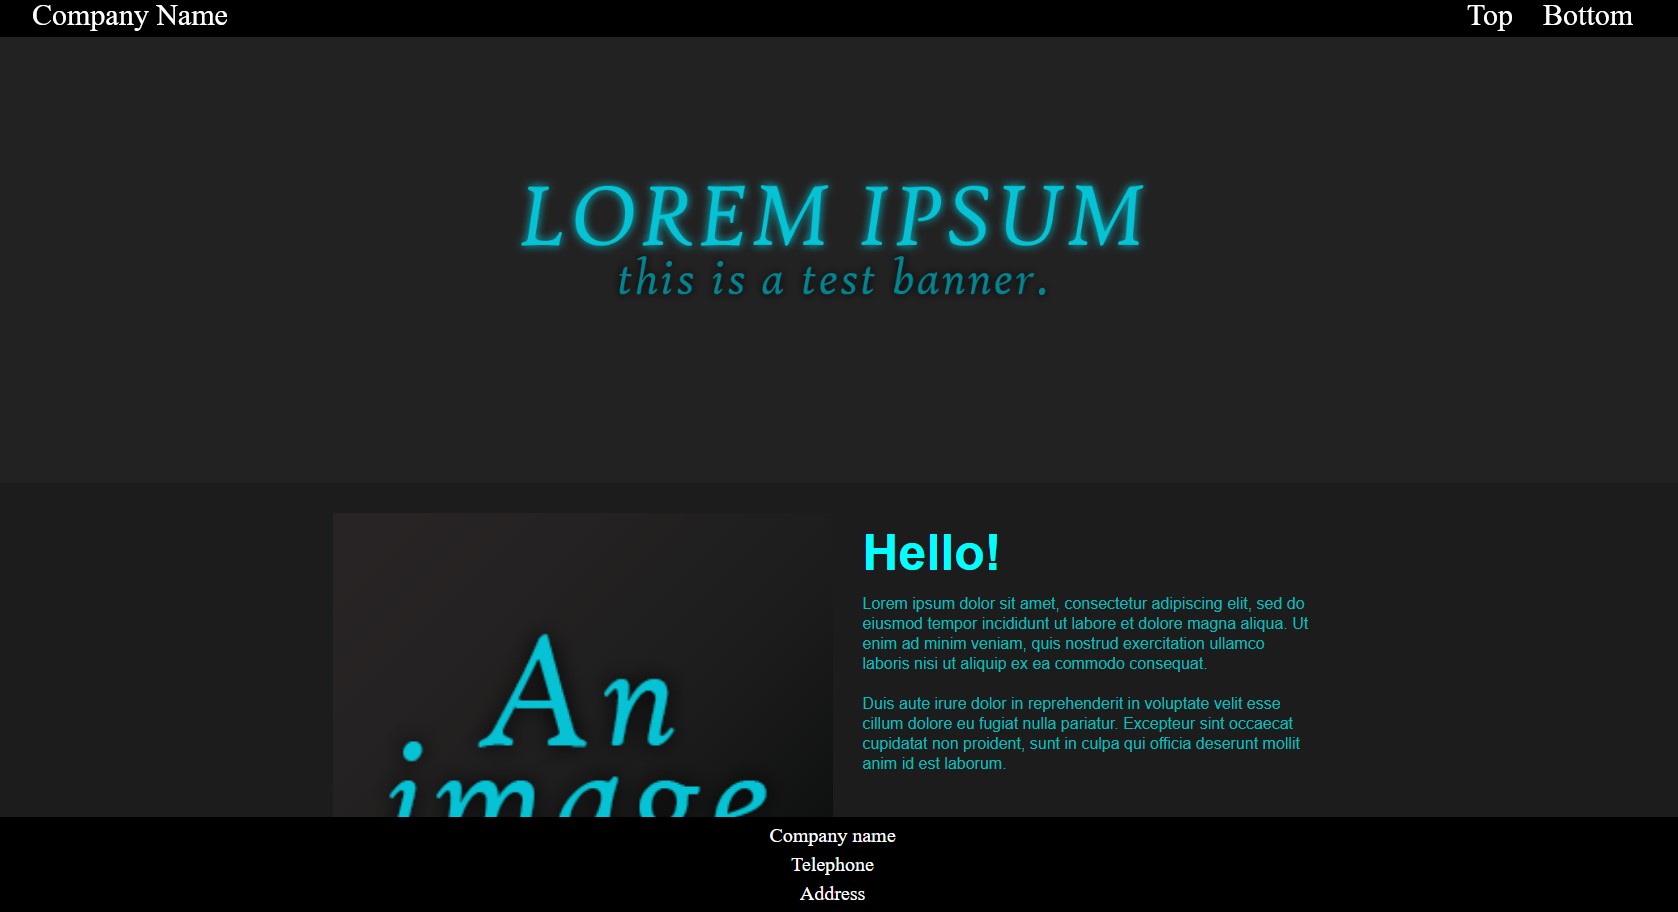 Company Name
Top Bottom
LOREM IPSUM
this is a test banner.
An
image
Hello!
Lorem ipsum dolor sit amet, consectetur adipiscing elit, sed do
eiusmod tempor incididunt ut labore et dolore magna aliqua. Ut
enim ad minim veniam, quis nostrud exercitation ullamco
laboris nisi ut aliquip ex ea commodo consequat.
Duis aute irure dolor in reprehenderit in voluptate velit esse
cillum dolore eu fugiat nulla pariatur. Excepteur sint occaecat
cupidatat non proident, sunt in culpa qui officia deserunt mollit
anim id est laborum.
Company name
Telephone
Address